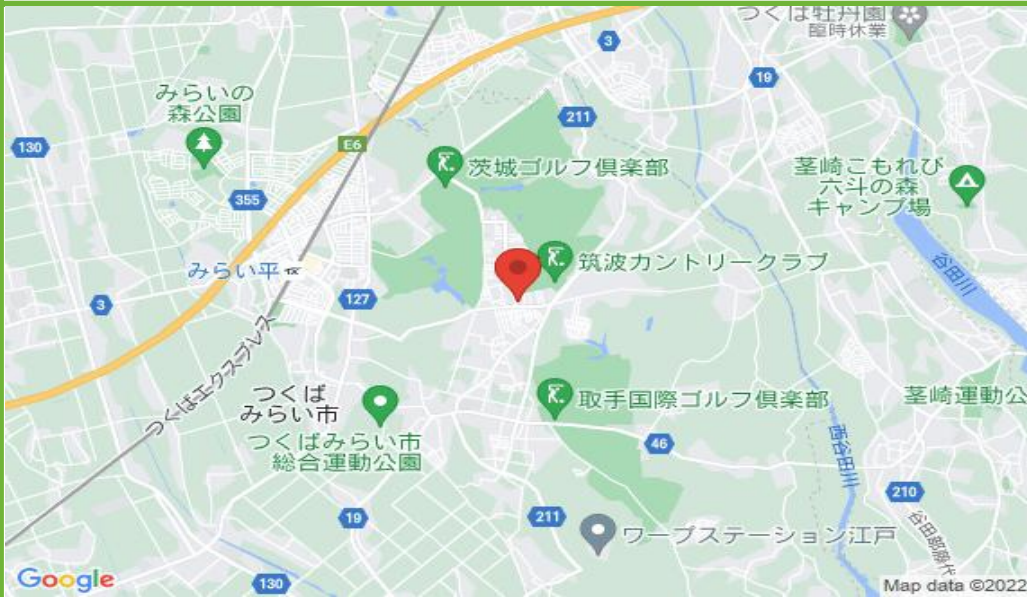 つくば牡丹園
臨時休業
3
19
みらいの
森公園
211
130
E6
茨城ゴルフ倶楽部
茎崎こもれび
六斗の森
キャンプ場
355
筑波カントリークラブ
みらい平
谷田川
127
3
つくばエクスプレス
つくば
みらい市
取手国際ゴルフ倶楽部
茎崎運動公
つくばみらい市
総合運動公園
46
西谷田川
210
19
211
ワープステーション江戸
谷田部藤代
130
Google
Map data ©2022